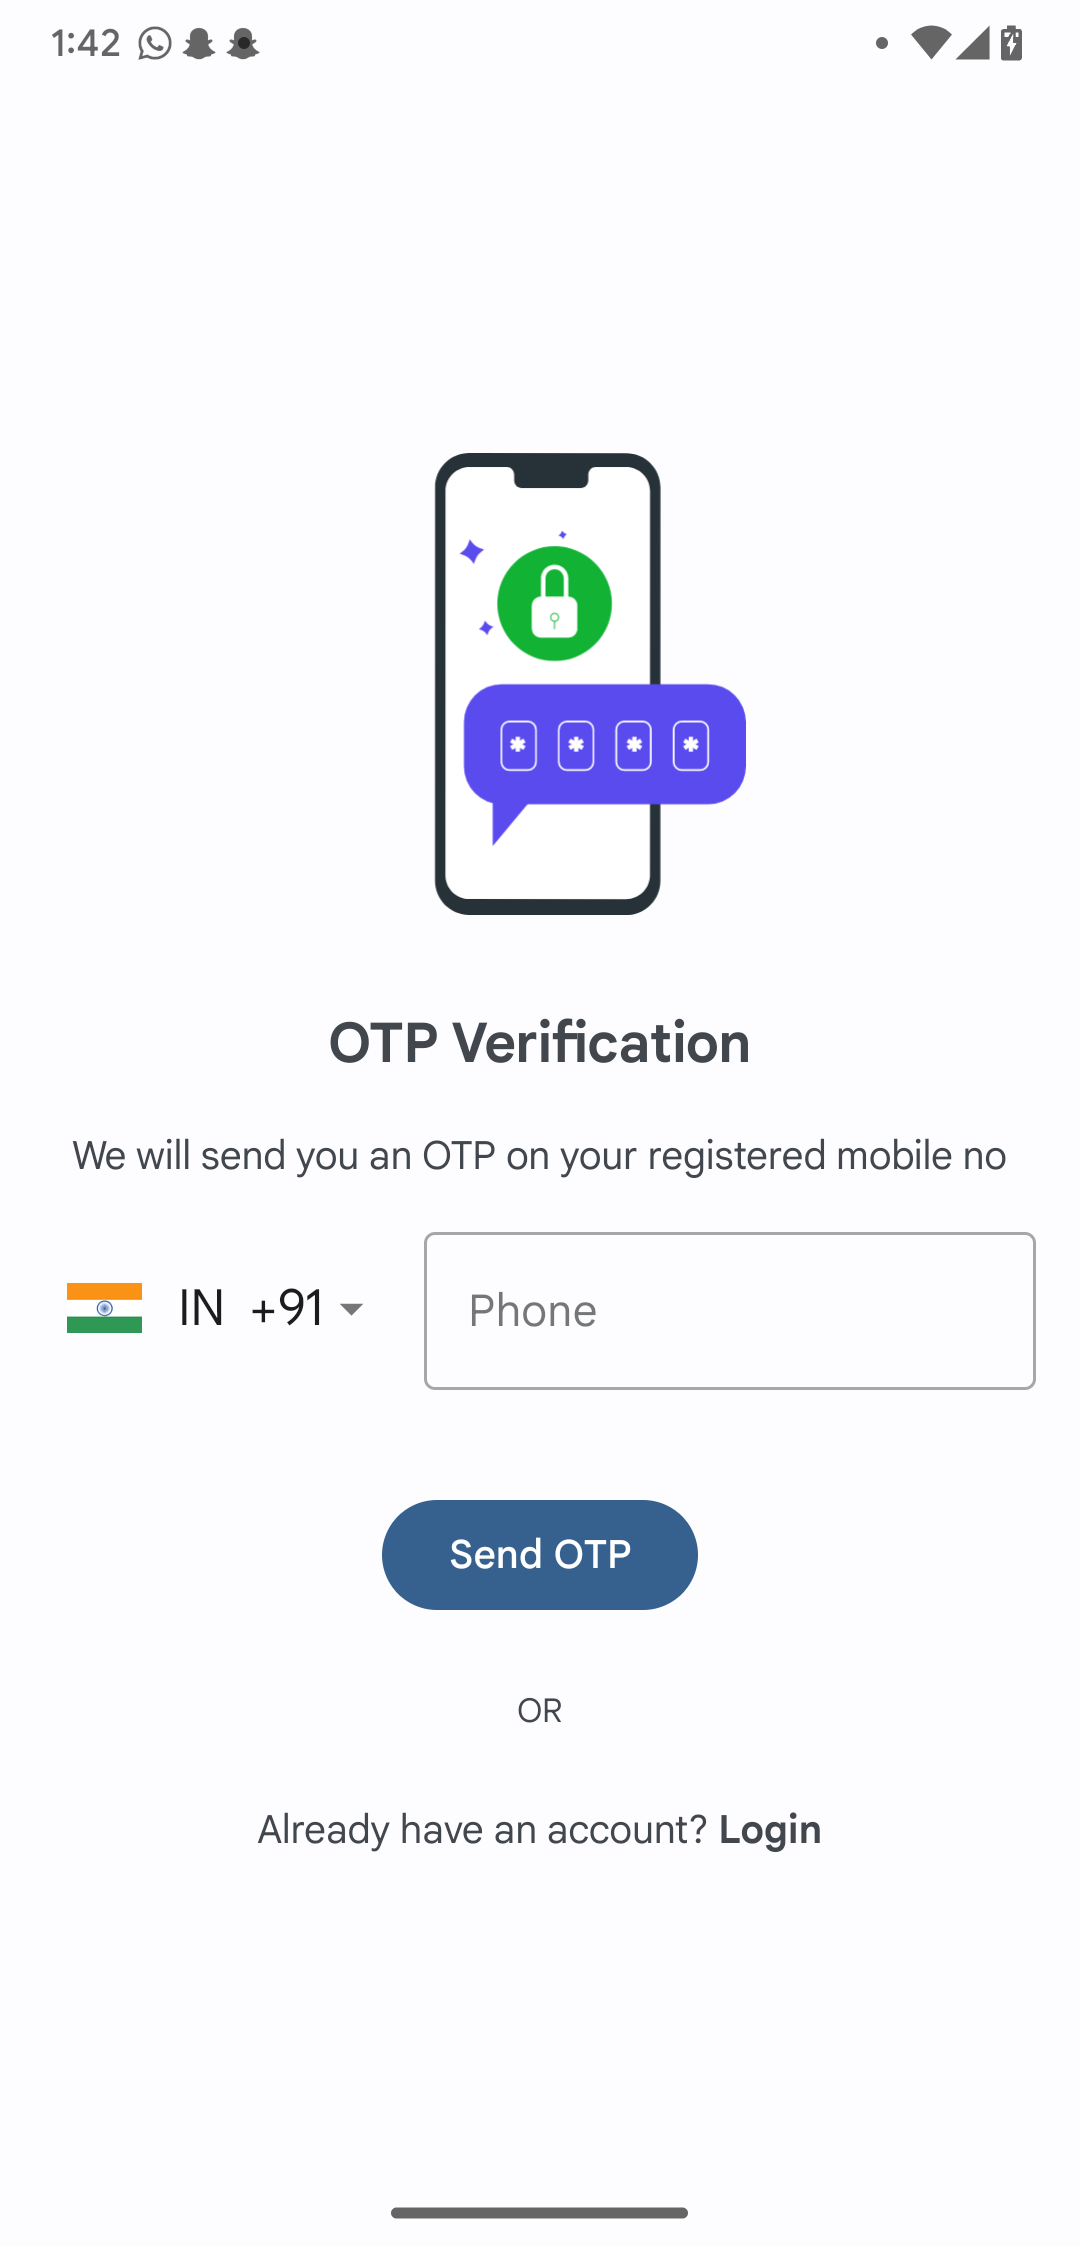 1:42
* * * *
OTP Verification
We will send you an OTP on your registered mobile no
IN +91
Phone
Send OTP
OR
Already have an account? Login